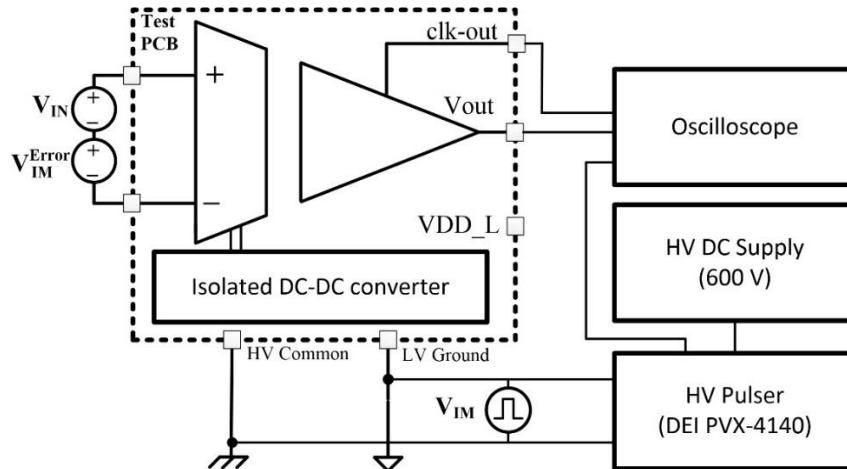 Test
PCB
clk-out
+
V_IN
Vout
Oscilloscope
V_IM^Error
−
VDD_L
HV DC Supply
(600 V)
Isolated DC-DC converter
HV Common
LV Ground
V_IM
HV Pulser
(DEI PVX-4140)